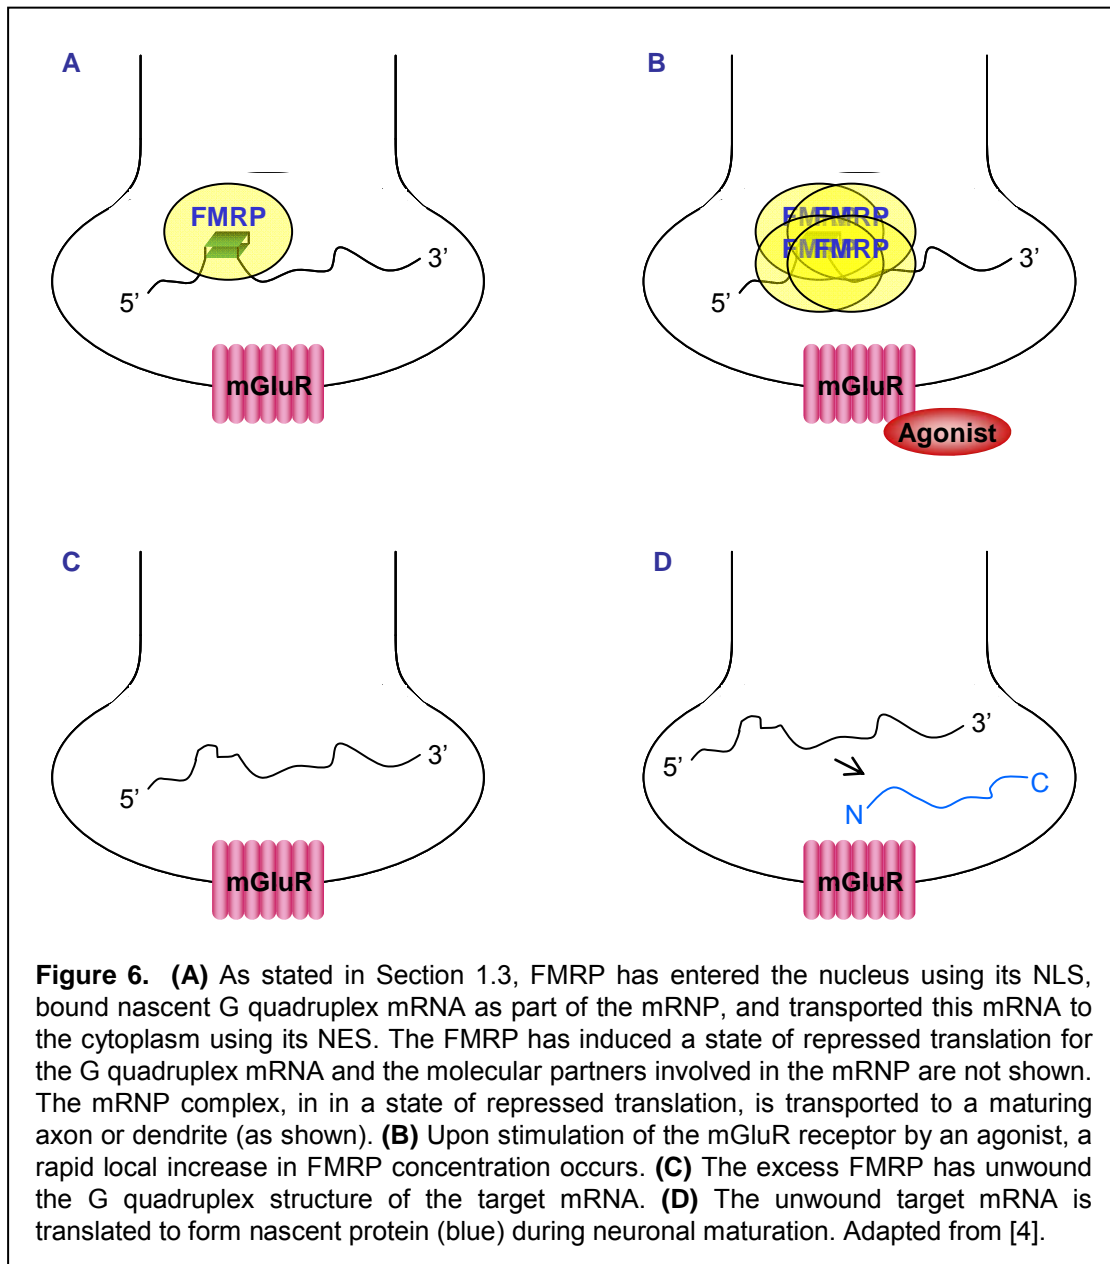 A
B
FMRP
FMRP FMRP
FMRP FMRP
5’
3’
5’
3’
mGluR
mGluR
Agonist
C
D
5’
3’
5’
3’
N
C
mGluR
mGluR
Figure 6. (A) As stated in Section 1.3, FMRP has entered the nucleus using its NLS,
bound nascent G quadruplex mRNA as part of the mRNP, and transported this mRNA to
the cytoplasm using its NES. The FMRP has induced a state of repressed translation for
the G quadruplex mRNA and the molecular partners involved in the mRNP are not shown.
The mRNP complex, in in a state of repressed translation, is transported to a maturing
axon or dendrite (as shown). (B) Upon stimulation of the mGluR receptor by an agonist, a
rapid local increase in FMRP concentration occurs. (C) The excess FMRP has unwound
the G quadruplex structure of the target mRNA. (D) The unwound target mRNA is
translated to form nascent protein (blue) during neuronal maturation. Adapted from [4].